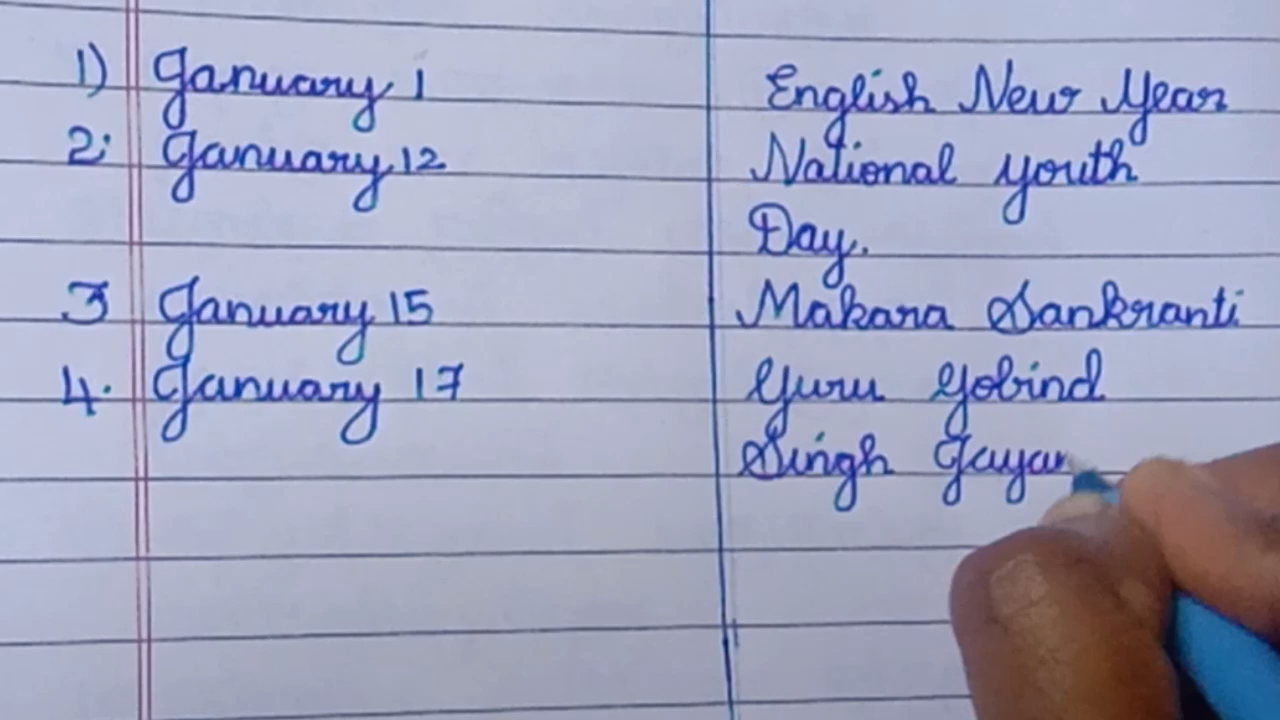 1) January 1 English New Year
2. January 12 National youth
Day.
3 January 15 Makara Sankranti
4. January 17 Guru Gobind
Singh Jayan